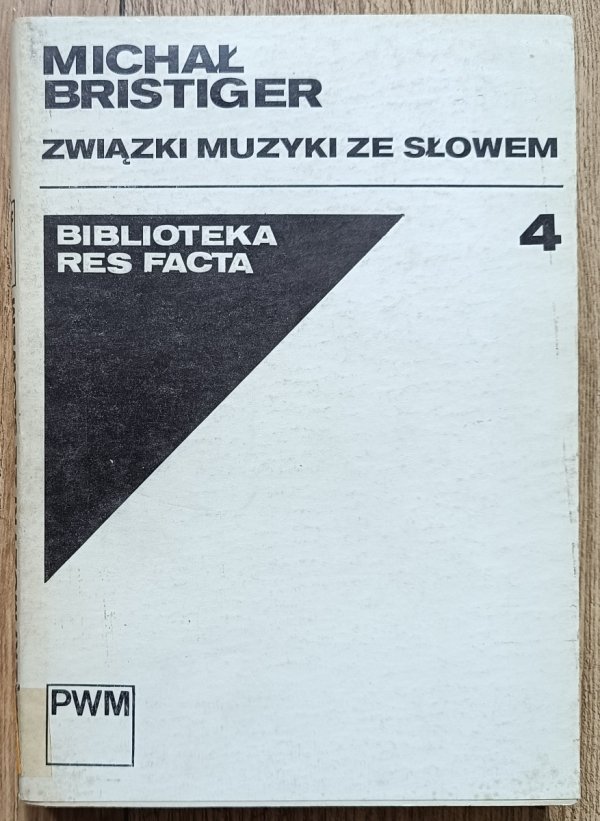 MICHAŁ
BRISTIGER
ZWIĄZKI MUZYKI ZE SŁOWEM
BIBLIOTEKA
RES FACTA
4
PWM